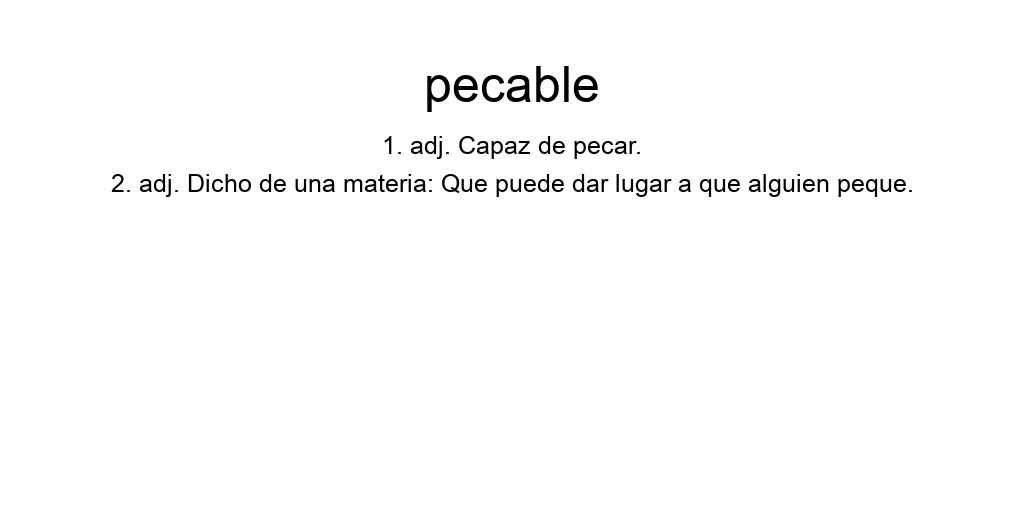 pecable
1. adj. Capaz de pecar.
2. adj. Dicho de una materia: Que puede dar lugar a que alguien peque.